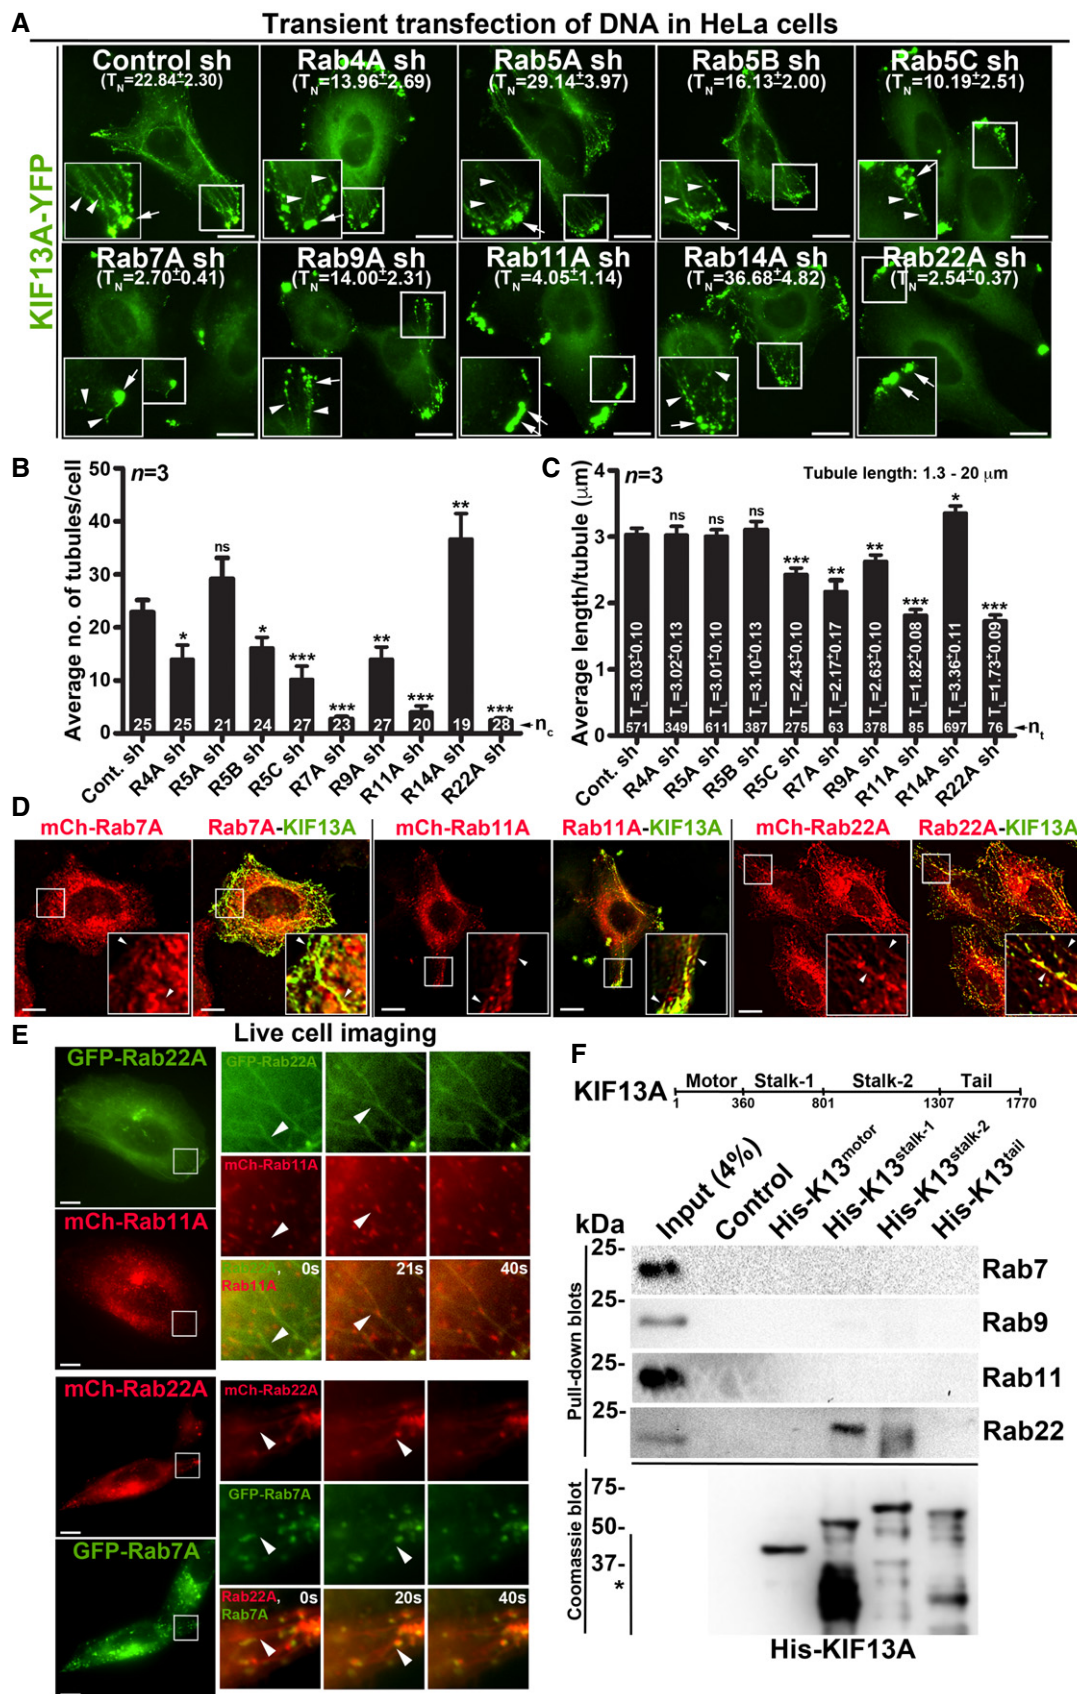 A
Transient transfection of DNA in HeLa cells
KIF13A-YFP
Control sh
(TN=22.84±2.30)
Rab4A sh
(TN=13.96±2.69)
Rab5A sh
(TN=29.14±3.97)
Rab5B sh
(TN=16.13±2.00)
Rab5C sh
(TN=10.19±2.51)
Rab7A sh
(TN=2.70±0.41)
Rab9A sh
(TN=14.00±2.31)
Rab11A sh
(TN=4.05±1.14)
Rab14A sh
(TN=36.68±4.82)
Rab22A sh
(TN=2.54±0.37)
B
n=3
Average no. of tubules/cell
50
40
30
20
10
0
* ns * *** *** ** *** ** ***
25 25 21 24 27 23 27 20 19 28 nc
Cont. sh R4A sh R5A sh R5B sh R5C sh R7A sh R9A sh R11A sh R14A sh R22A sh
C
n=3
Tubule length: 1.3 - 20 μm
Average length/tubule (μm)
4
3
2
1
0
ns ns ns *** ** ** *** * ***
TL=3.03±0.10
TL=3.02±0.13
TL=3.01±0.10
TL=3.10±0.13
TL=2.43±0.10
TL=2.17±0.17
TL=2.63±0.10
TL=1.82±0.08
TL=3.36±0.11
TL=1.73±0.09
571 349 611 387 275 63 378 85 697 76 nt
Cont. sh R4A sh R5A sh R5B sh R5C sh R7A sh R9A sh R11A sh R14A sh R22A sh
D
mCh-Rab7A
Rab7A-KIF13A
mCh-Rab11A
Rab11A-KIF13A
mCh-Rab22A
Rab22A-KIF13A
E
Live cell imaging
GFP-Rab22A
GFP-Rab22A
mCh-Rab11A
mCh-Rab11A
Rab22A,
Rab11A
0s
21s
40s
mCh-Rab22A
mCh-Rab22A
GFP-Rab7A
GFP-Rab7A
Rab22A,
Rab7A
0s
20s
40s
F
KIF13A
Motor Stalk-1 Stalk-2 Tail
1 360 801 1307 1770
kDa
Input (4%)
Control
His-K13motor
His-K13stalk-1
His-K13stalk-2
His-K13tail
Pull-down blots
25-
Rab7
25-
Rab9
25-
Rab11
25-
Rab22
Coomassie blot
75-
50-
37-
*
His-KIF13A